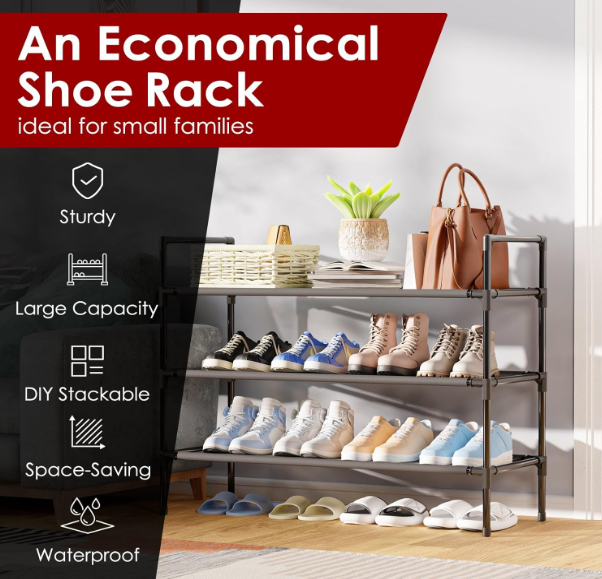 An Economical
Shoe Rack
ideal for small families
Sturdy
Large Capacity
DIY Stackable
Space-Saving
Waterproof